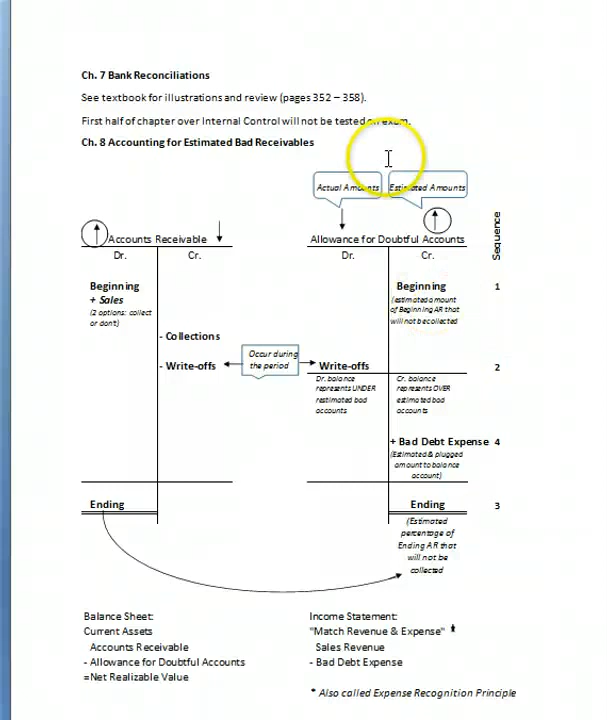 Ch. 7 Bank Reconciliations
See textbook for illustrations and review (pages 352 – 358).
First half of chapter over Internal Control will not be tested on exam.
Ch. 8 Accounting for Estimated Bad Receivables
Actual Amounts
Estimated Amounts
Accounts Receivable
Allowance for Doubtful Accounts
Sequence
Dr.
Cr.
Dr.
Cr.
Beginning
Beginning
1
+ Sales
(2 options: collect
or don't)
(estimated amount
of Beginning AR that
will not be collected
- Collections
Occur during
the period
- Write-offs
Write-offs
2
Dr. balance
represents UNDER
restimated bad
accounts
Cr. balance
represents OVER
estimated bad
accounts
+ Bad Debt Expense
4
(Estimated & plugged
amount to balance
account)
Ending
Ending
3
(Estimated
percentage of
Ending AR that
will not be
collected
Balance Sheet:
Current Assets
Accounts Receivable
- Allowance for Doubtful Accounts
=Net Realizable Value
Income Statement:
"Match Revenue & Expense" *
Sales Revenue
- Bad Debt Expense
* Also called Expense Recognition Principle